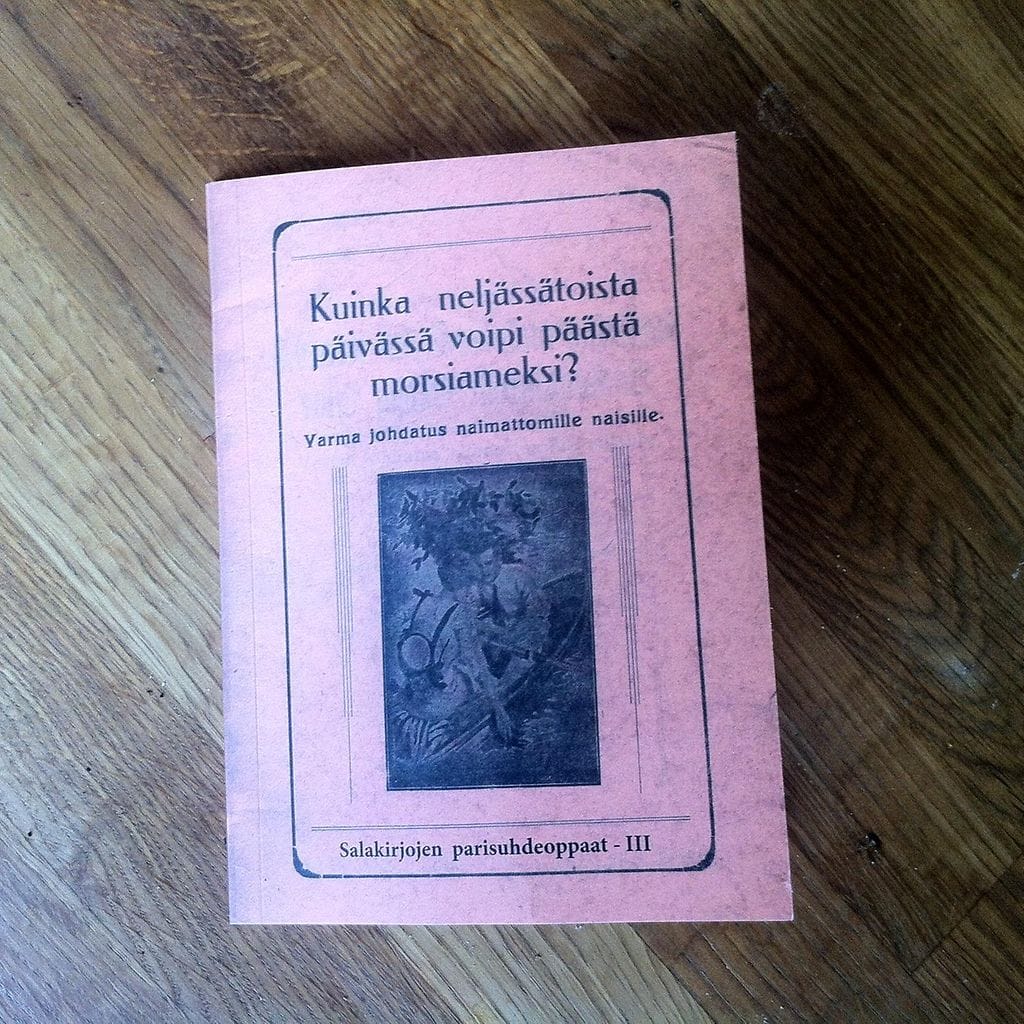 Kuinka neljässätoista
päivässä voipi päästä
morsiameksi?
Varma johdatus naimattomille naisille.
Salakirjojen parisuhdeoppaat - III